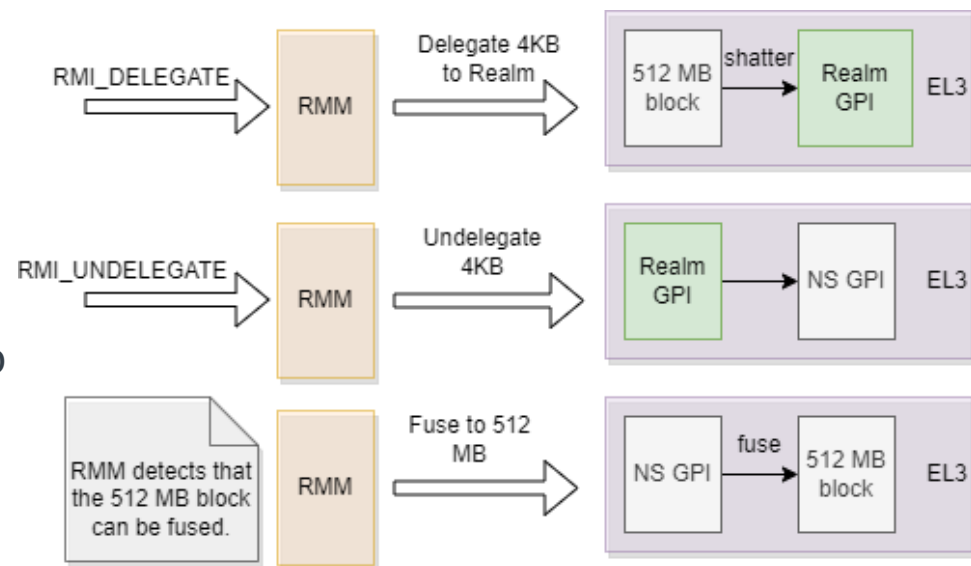 RMI_DELEGATE
RMM
Delegate 4KB
to Realm
512 MB
block
shatter
Realm
GPI
EL3
RMI_UNDELEGATE
RMM
Undelegate
4KB
Realm
GPI
NS GPI
EL3
RMM detects that
the 512 MB block
can be fused.
RMM
Fuse to 512
MB
NS GPI
fuse
512 MB
block
EL3